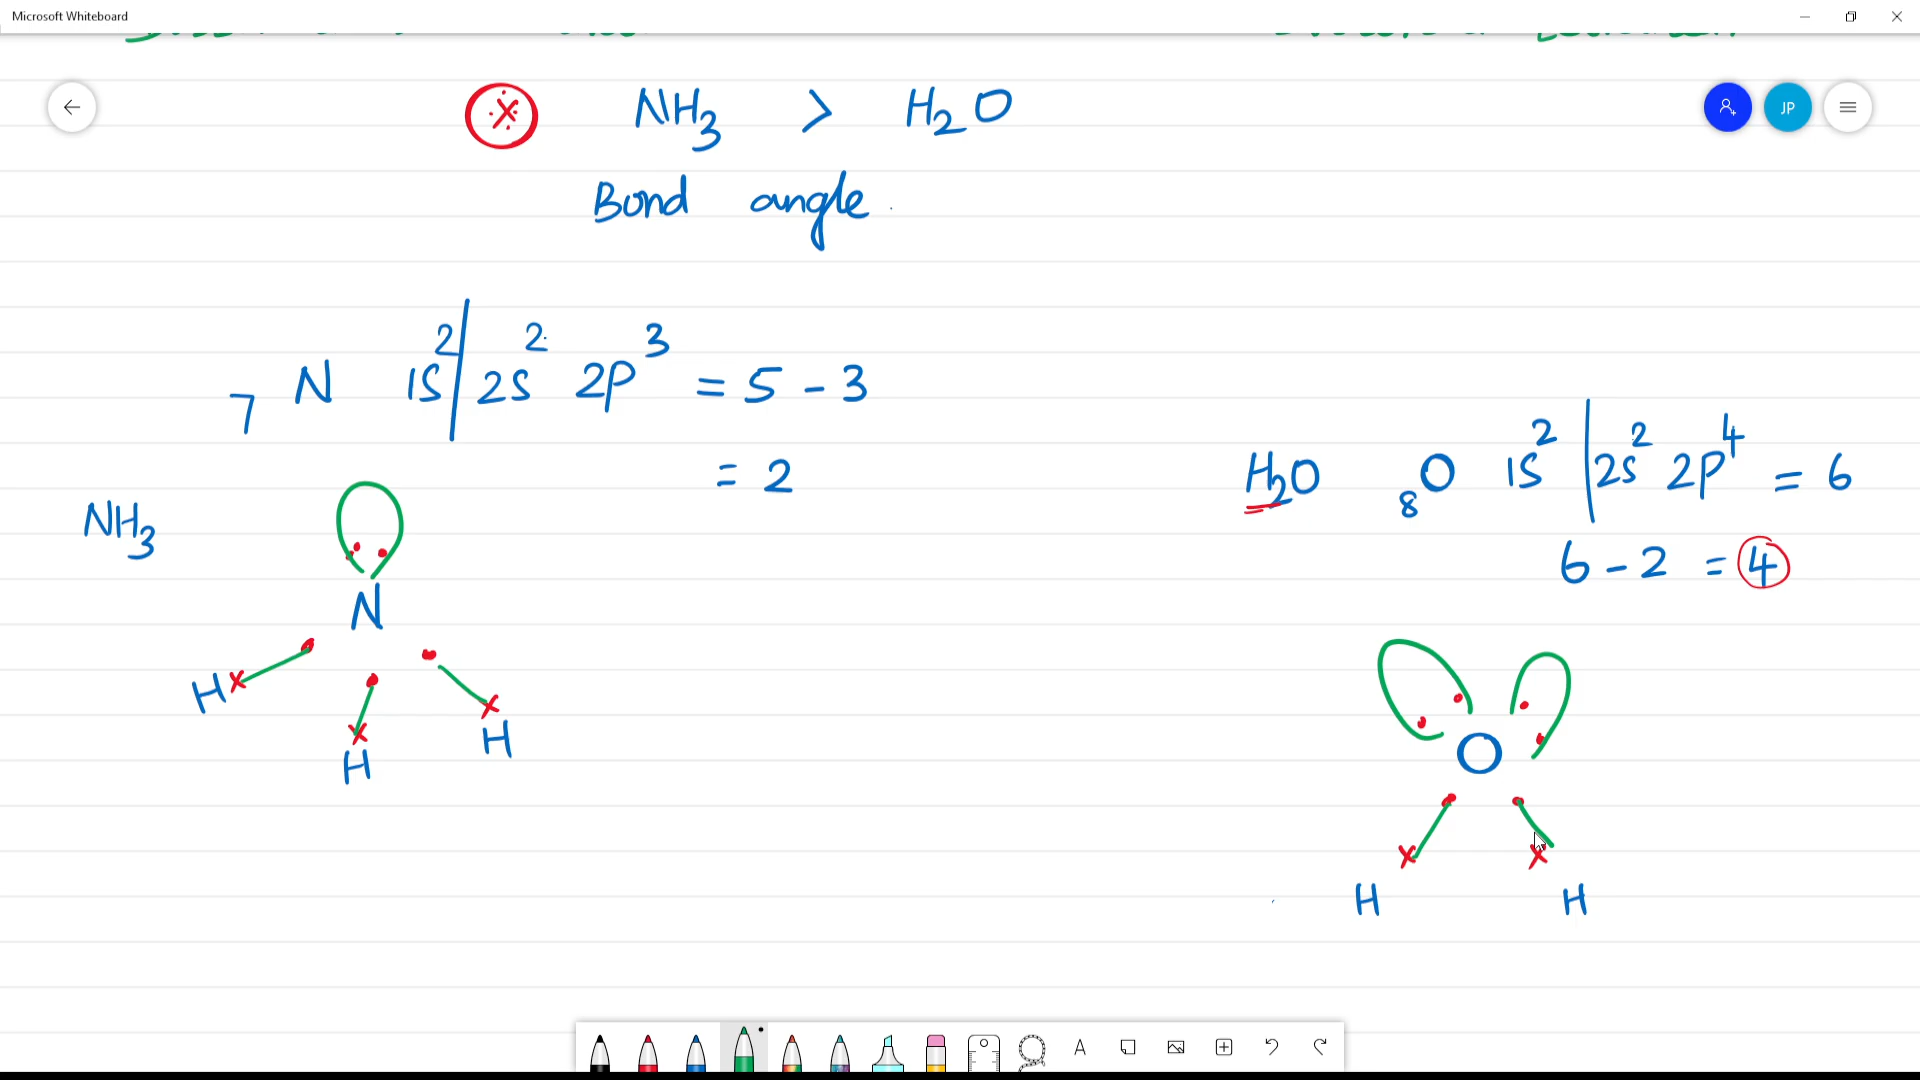 Microsoft Whiteboard
NH3 > H2O
JP
Bond angle.
7N 1S² | 2S² 2P³ = 5 - 3
= 2
H2O 8O 1S² | 2S² 2P⁴ = 6
NH3
6 - 2 = 4
N
H x x H
x
H
O
x x
H H
A